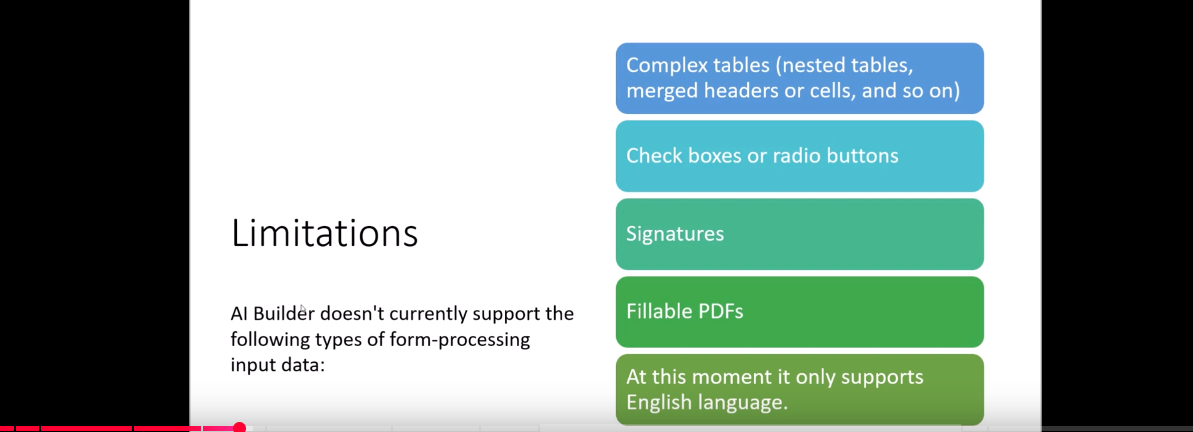 Limitations
AI Builder doesn't currently support the
following types of form-processing
input data:
Complex tables (nested tables,
merged headers or cells, and so on)
Check boxes or radio buttons
Signatures
Fillable PDFs
At this moment it only supports
English language.